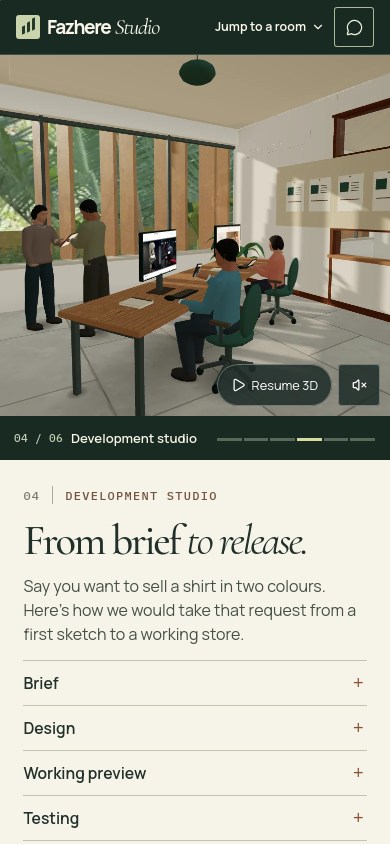 Fazhere Studio
Jump to a room
Resume 3D
04 / 06 Development studio
04 DEVELOPMENT STUDIO
From brief to release.
Say you want to sell a shirt in two colours.
Here's how we would take that request from a
first sketch to a working store.
Brief +
Design +
Working preview +
Testing +